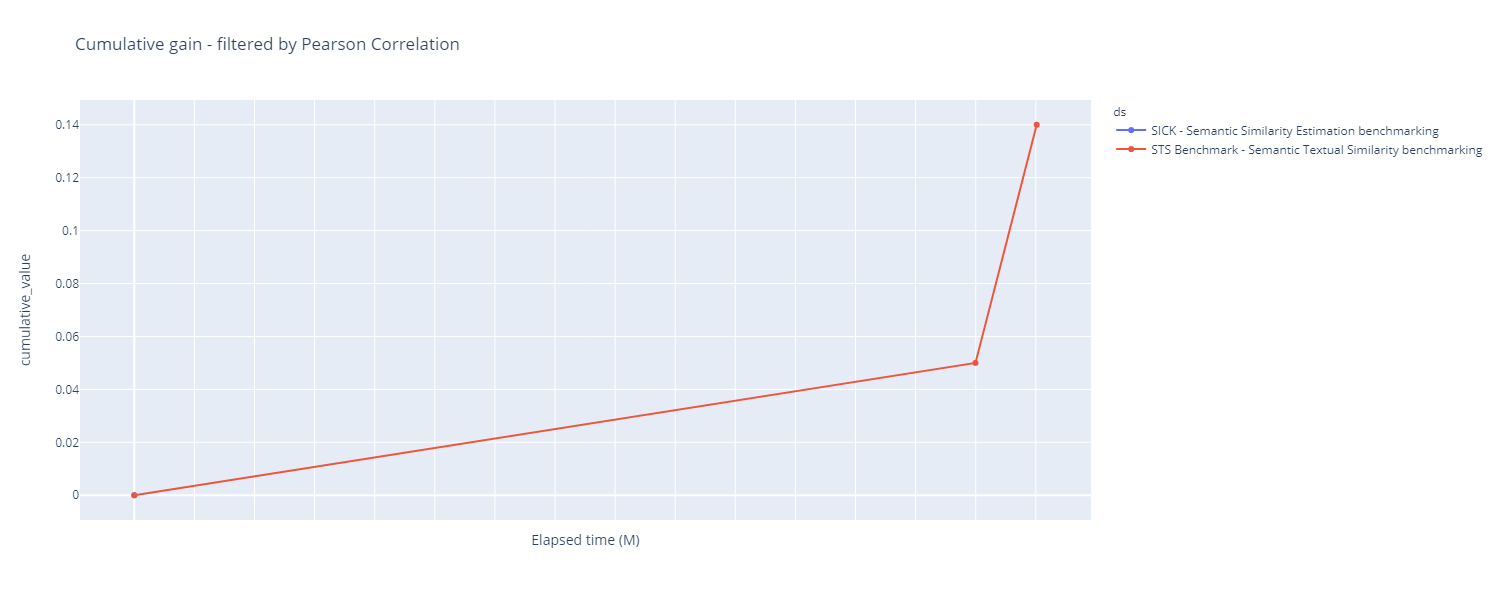 Cumulative gain - filtered by Pearson Correlation
ds
SICK - Semantic Similarity Estimation benchmarking
STS Benchmark - Semantic Textual Similarity benchmarking
cumulative_value
0.14
0.12
0.1
0.08
0.06
0.04
0.02
0
Elapsed time (M)